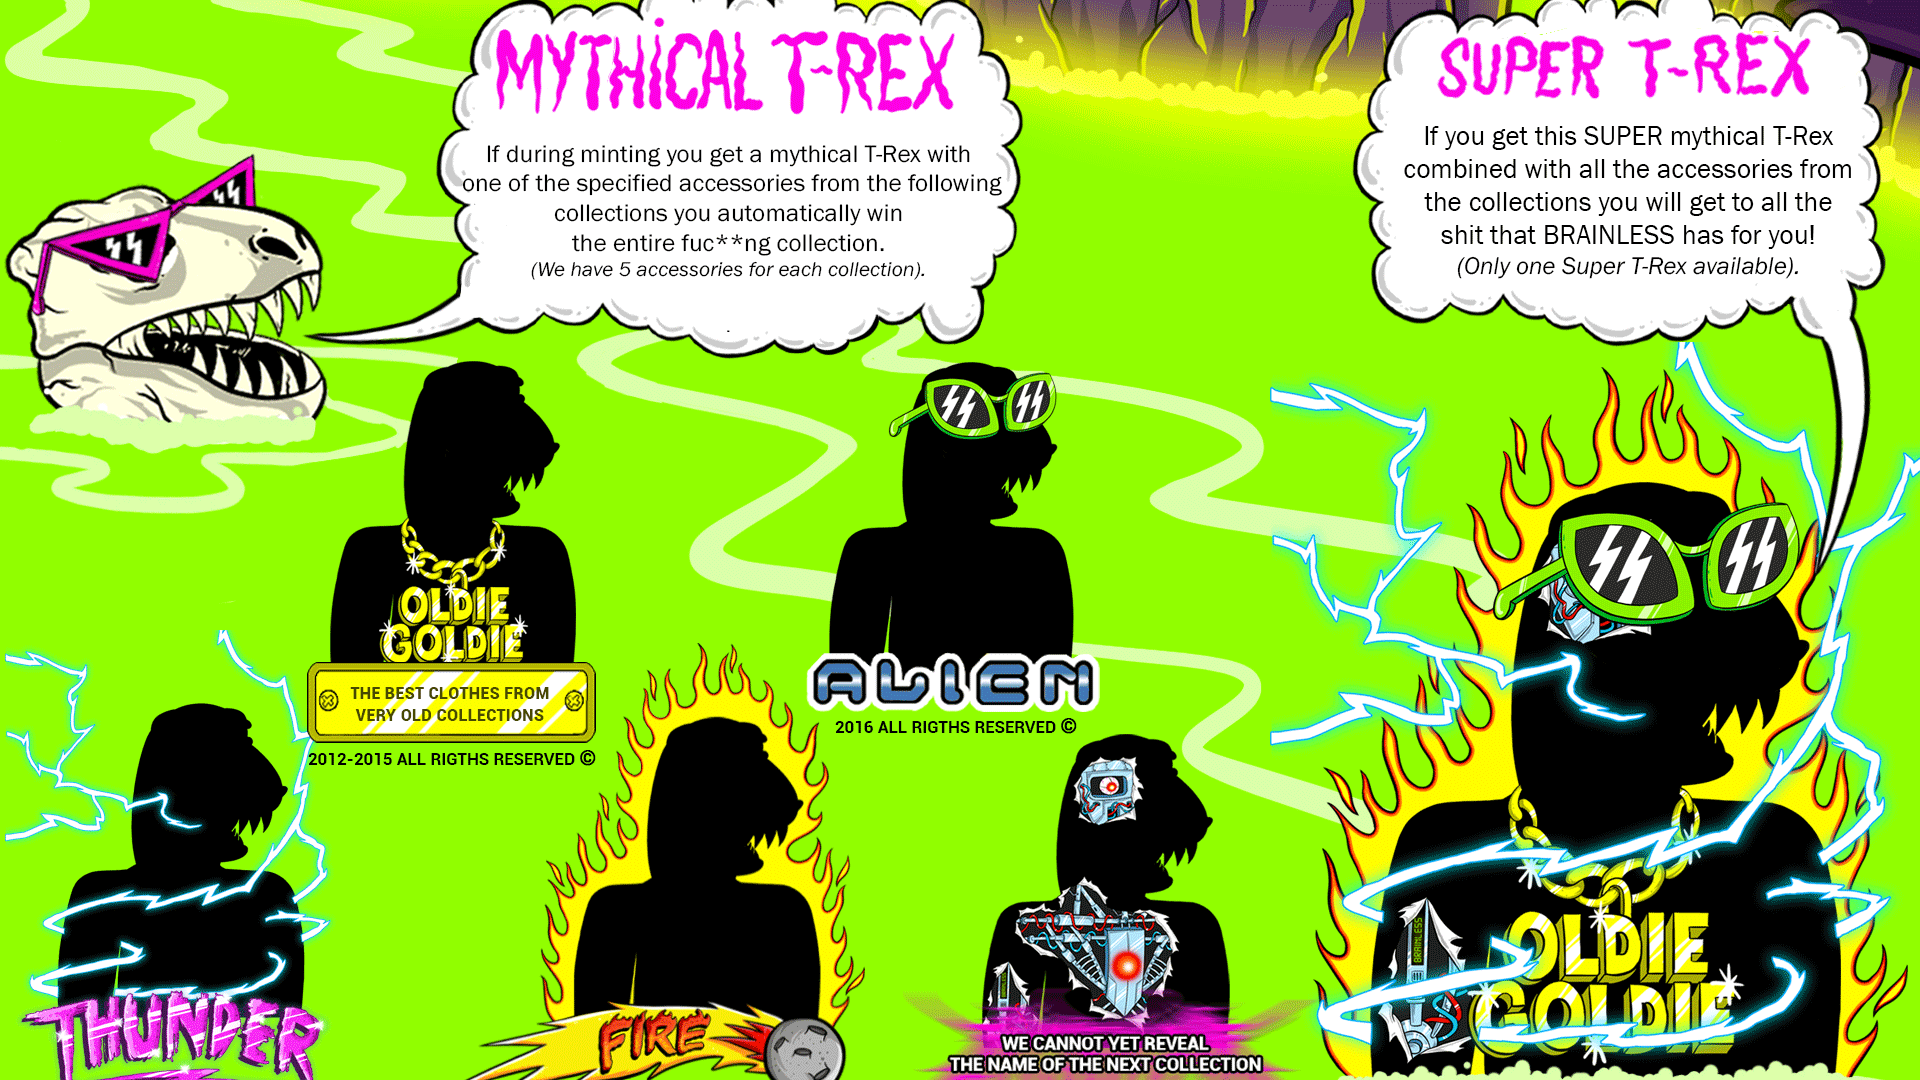 MYTHICAL T-REX
If during minting you get a mythical T-Rex with
one of the specified accessories from the following
collections you automatically win
the entire fuc**ng collection.
(We have 5 accessories for each collection).
SUPER T-REX
If you get this SUPER mythical T-Rex
combined with all the accessories from
the collections you will get to all the
shit that BRAINLESS has for you!
(Only one Super T-Rex available).
OLDIE
GOLDIE
THE BEST CLOTHES FROM
VERY OLD COLLECTIONS
2012-2015 ALL RIGTHS RESERVED ©
ALIEN
2016 ALL RIGTHS RESERVED ©
THUNDER
FIRE
WE CANNOT YET REVEAL
THE NAME OF THE NEXT COLLECTION
BRAINLESS
OLDIE
GOLDIE